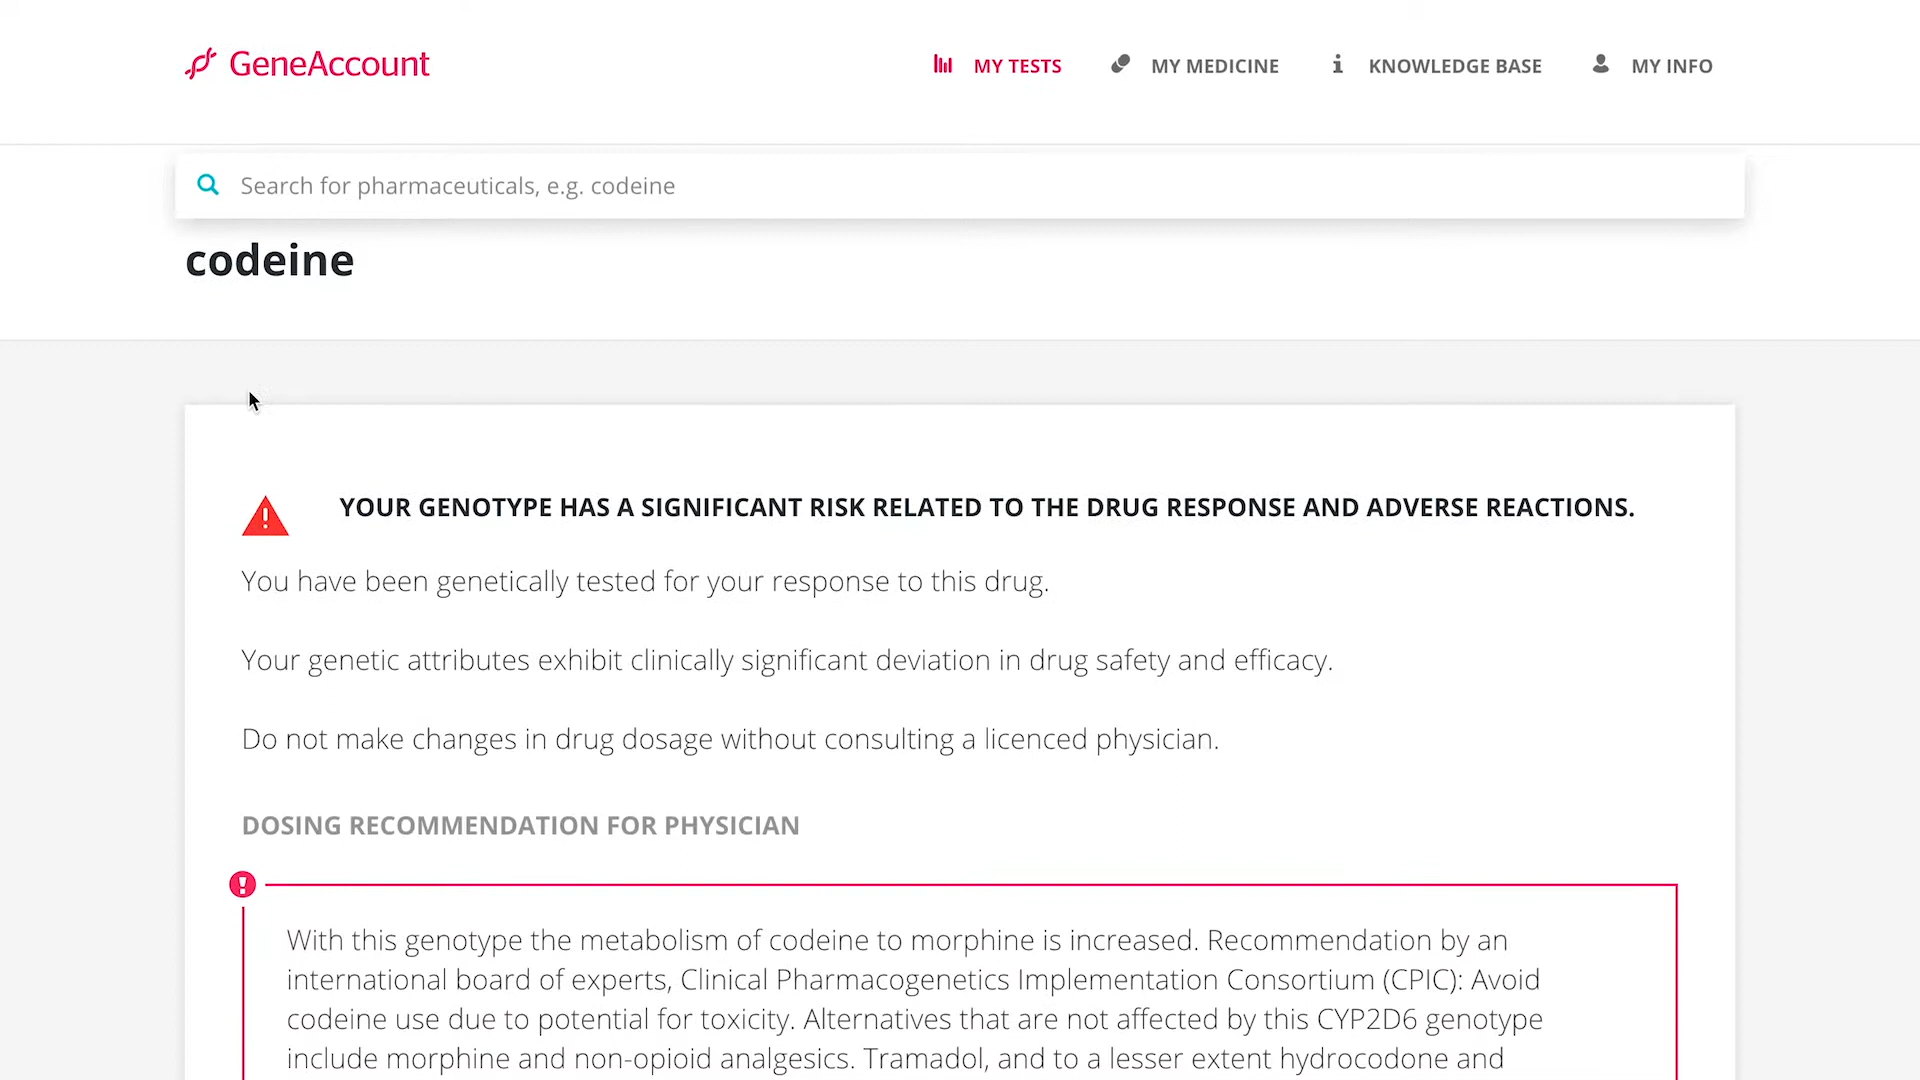 GeneAccount
MY TESTS
MY MEDICINE
KNOWLEDGE BASE
MY INFO
Search for pharmaceuticals, e.g. codeine
codeine
YOUR GENOTYPE HAS A SIGNIFICANT RISK RELATED TO THE DRUG RESPONSE AND ADVERSE REACTIONS.
You have been genetically tested for your response to this drug.
Your genetic attributes exhibit clinically significant deviation in drug safety and efficacy.
Do not make changes in drug dosage without consulting a licenced physician.
DOSING RECOMMENDATION FOR PHYSICIAN
With this genotype the metabolism of codeine to morphine is increased. Recommendation by an
international board of experts, Clinical Pharmacogenetics Implementation Consortium (CPIC): Avoid
codeine use due to potential for toxicity. Alternatives that are not affected by this CYP2D6 genotype
include morphine and non-opioid analgesics. Tramadol, and to a lesser extent hydrocodone and